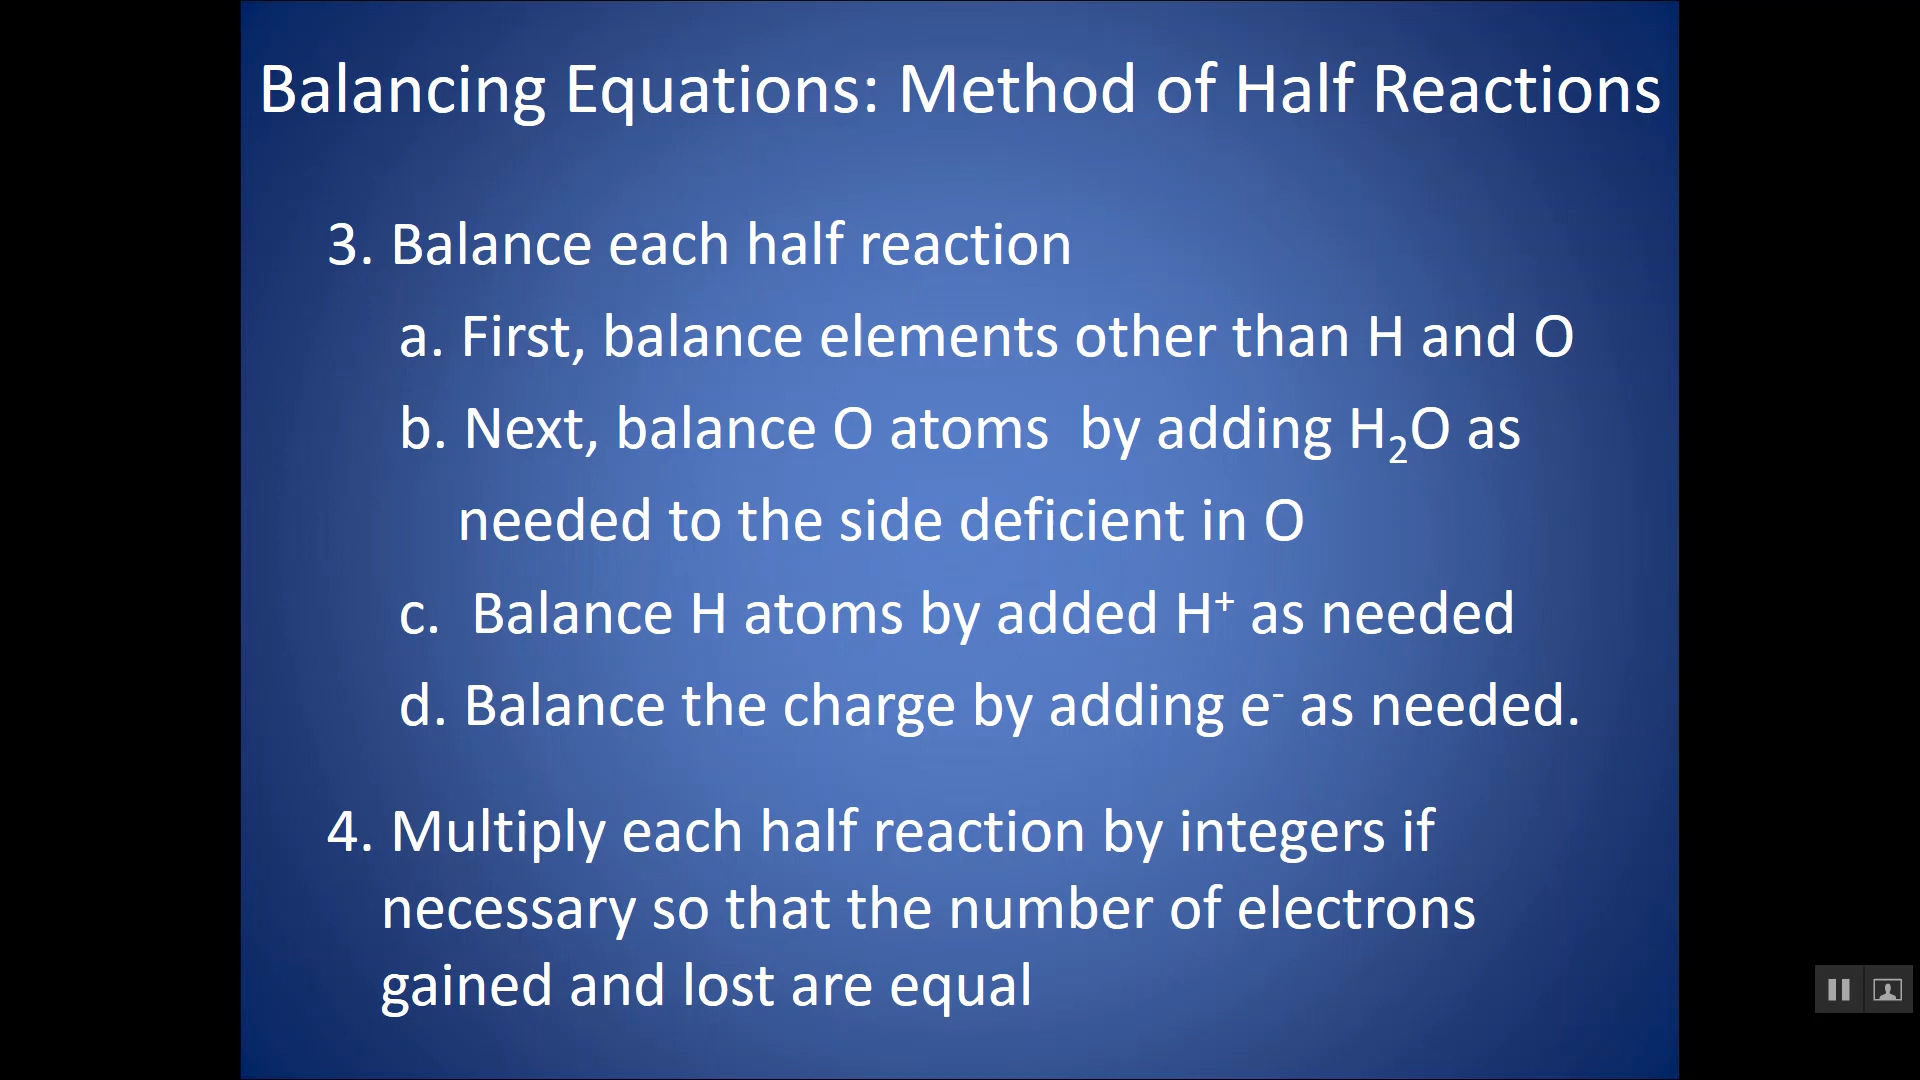 Balancing Equations: Method of Half Reactions
3. Balance each half reaction
a. First, balance elements other than H and O
b. Next, balance O atoms  by adding H₂O as
needed to the side deficient in O
c.  Balance H atoms by added H⁺ as needed
d. Balance the charge by adding e⁻ as needed.
4. Multiply each half reaction by integers if
necessary so that the number of electrons
gained and lost are equal